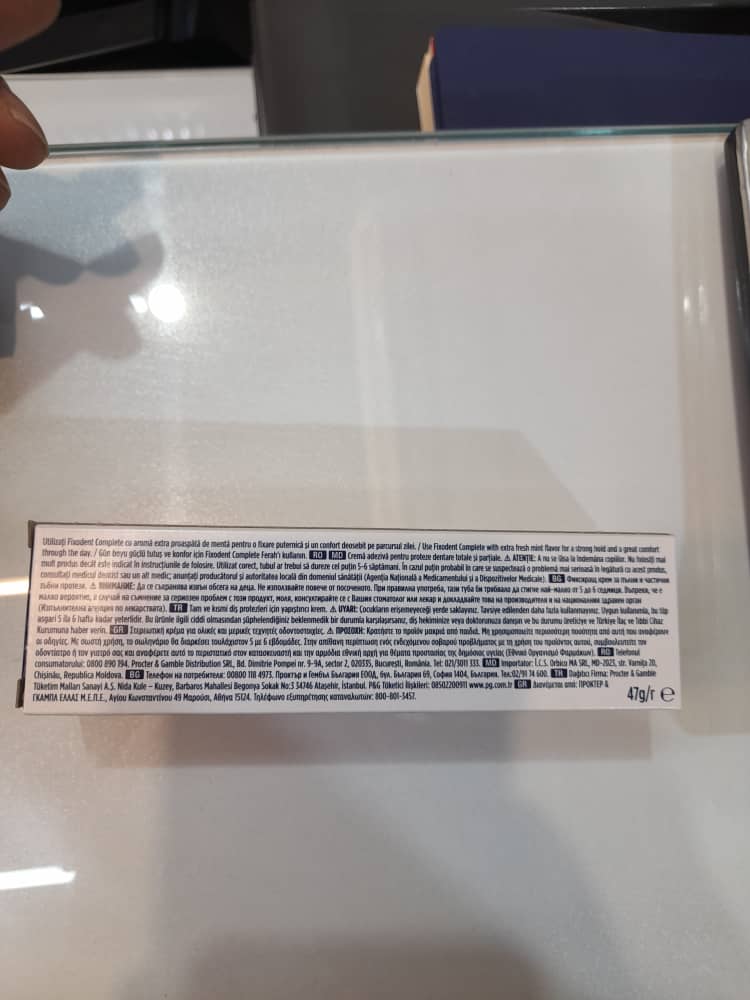 Utilizați Fixodent Complete cu aromă extra proaspătă de mentă pentru o fixare puternică și un confort deosebit pe parcursul zilei. / Use Fixodent Complete with extra fresh mint flavor for a strong hold and a great comfort
through the day. / Gün boyu güçlü tutuş ve konfor için Fixodent Complete Ferah'ı kullanın. RO MD Cremă adezivă pentru proteze dentare totale si parțiale. ⚠ ATENȚIE: A nu se lăsa la îndemâna copiilor. Nu folosiți mai
mult produs decât este indicat în instrucțiunile de folosire. Utilizat corect, tubul ar trebui să dureze cel puțin 5-6 săptămâni. În cazul puțin probabil în care se suspectează o problemă mai serioasă în legătură cu acest produs,
consultați medicul dentist sau un alt medic; anunțați producătorul și autoritatea locală din domeniul sănătății (Agenția Națională a Medicamentului și a Dispozitivelor Medicale). BG Фиксиращ крем за пълни и частични
зъбни протези. ⚠ ВНИМАНИЕ: Да се съхранява извън обсега на деца. Не използвайте повече от посоченото. При правилна употреба, тази туба би трябвало да стигне най-малко от 5 до 6 седмици. Въпреки, че е
малко вероятно, в случай на съмнение за сериозен проблем с този продукт, моля, консултирайте се с Вашия стоматолог или лекар и докладвайте това на производителя и на националния здравен орган
(Изпълнителна агенция по лекарствата). TR Tam ve kısmi diş protezleri için yapıştırıcı krem. ⚠ UYARI: Çocukların erişemeyeceği yerde saklayınız. Tavsiye edilenden daha fazla kullanmayınız. Uygun kullanımla, bu tüp
asgari 5 ila 6 hafta kadar yeterlidir. Bu ürünle ilgili ciddi olmasından şüphelendiğiniz beklenmedik bir durumla karşılaşırsanız, diş hekiminize veya doktorunuza danışın ve bu durumu üreticiye ve Türkiye İlaç ve Tıbbi Cihaz
Kurumuna haber verin. GR Στερεωτική κρέμα για ολικές και μερικές τεχνητές οδοντοστοιχίες. ⚠ ΠΡΟΣΟΧΗ: Κρατήστε το προϊόν μακριά από παιδιά. Μη χρησιμοποιείτε περισσότερη ποσότητα από αυτή που αναφέρουν
οι οδηγίες. Με σωστή χρήση, το σωληνάριο θα διαρκέσει τουλάχιστον 5 με 6 εβδομάδες. Στην απίθανη περίπτωση ενός ενδεχόμενου σοβαρού προβλήματος με τη χρήση του προϊόντος αυτού, συμβουλευτείτε τον
οδοντίατρο ή τον γιατρό σας και αναφέρετε αυτό το περιστατικό στον κατασκευαστή και την αρμόδια εθνική αρχή για θέματα προστασίας της δημόσιας υγείας (Εθνικό Οργανισμό Φαρμάκων). RO Telefonul
consumatorului: 0800 890 194. Procter & Gamble Distribution SRL, Bd. Dimitrie Pompei nr. 9-9A, sector 2, 020335, București, România. Tel: 021/3011 333. MD Importator: Î.C.S. Orbico MA SRL, MD-2023, str. Varnița 20,
Chișinău, Republica Moldova. BG Телефон на потребителя: 00800 118 4973. Проктър и Гембъл България ЕООД, бул. България 69, София 1404, България. Тел:02/91 74 600. TR Dağıtıcı Firma: Procter & Gamble
Tüketim Malları Sanayi A.Ş. Nida Kule – Kuzey, Barbaros Mahallesi Begonya Sokak No:3 34746 Ataşehir, İstanbul. P&G Tüketici İlişkileri: 08502200911 www.pg.com.tr GR Διανέμεται από: ΠΡΟΚΤΕΡ &
ΓΚΑΜΠΛ ΕΛΛΑΣ Μ.Ε.Π.Ε., Αγίου Κωνσταντίνου 49 Μαρούσι, Αθήνα 15124. Τηλέφωνο εξυπηρέτησης καταναλωτών: 800-801-3457.
47g/г e